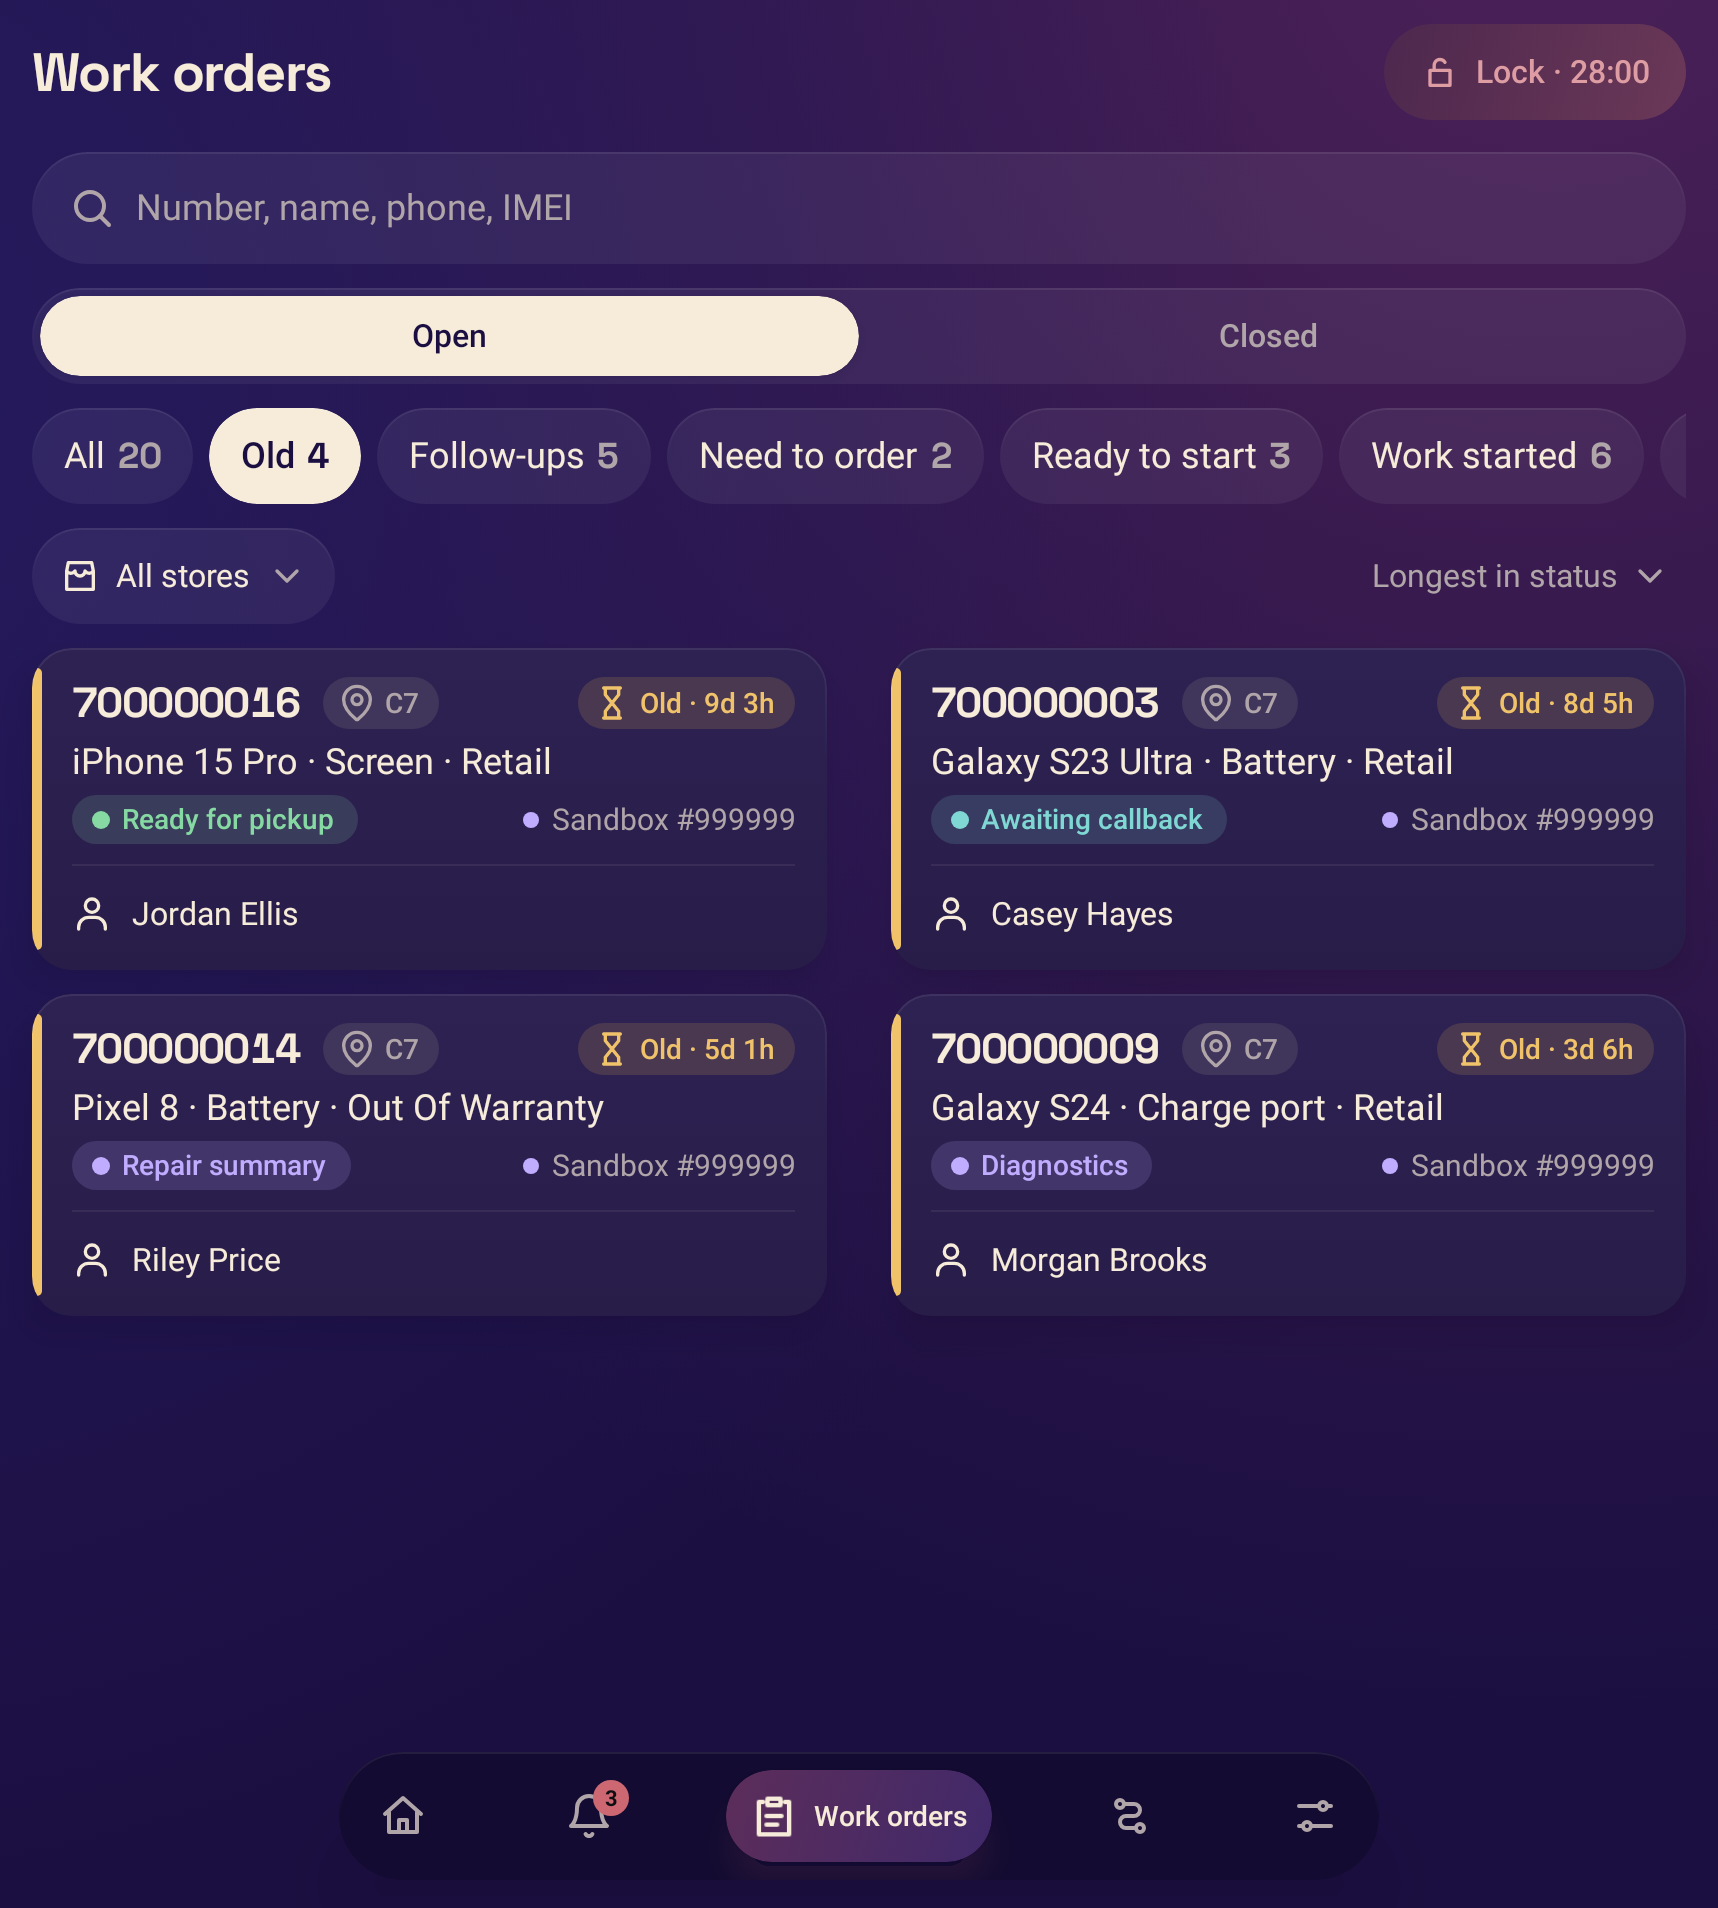 Work orders
Lock · 28:00
Number, name, phone, IMEI
Open
Closed
All 20
Old 4
Follow-ups 5
Need to order 2
Ready to start 3
Work started 6
All stores
Longest in status
700000016
C7
Old · 9d 3h
iPhone 15 Pro · Screen · Retail
Ready for pickup
Sandbox #999999
Jordan Ellis
700000003
C7
Old · 8d 5h
Galaxy S23 Ultra · Battery · Retail
Awaiting callback
Sandbox #999999
Casey Hayes
700000014
C7
Old · 5d 1h
Pixel 8 · Battery · Out Of Warranty
Repair summary
Sandbox #999999
Riley Price
700000009
C7
Old · 3d 6h
Galaxy S24 · Charge port · Retail
Diagnostics
Sandbox #999999
Morgan Brooks
3
Work orders